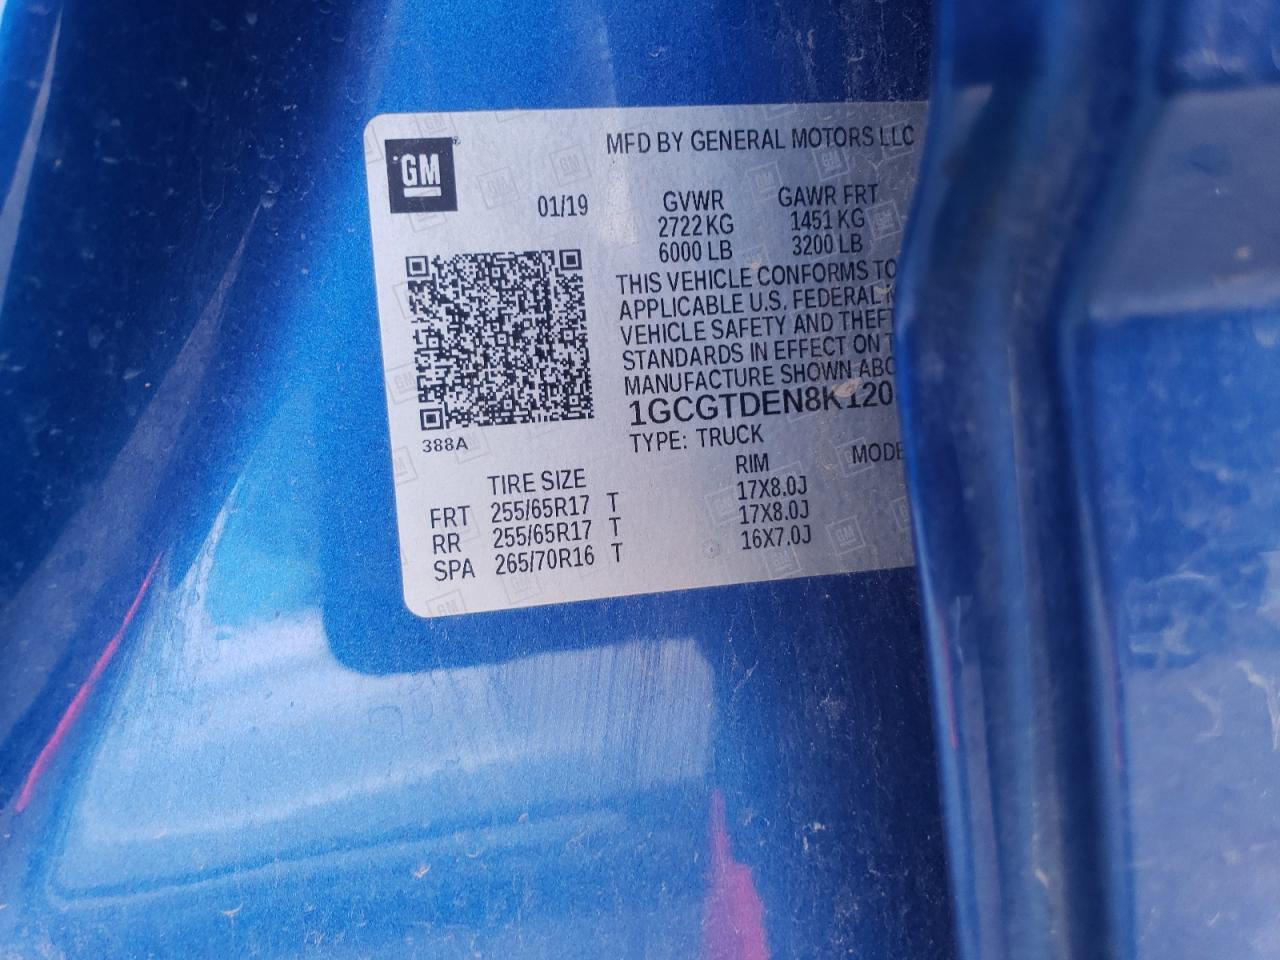 GM
MFD BY GENERAL MOTORS LLC
01/19
GVWR GAWR FRT
2722 KG 1451 KG
6000 LB 3200 LB
THIS VEHICLE CONFORMS TO
APPLICABLE U.S. FEDERAL
VEHICLE SAFETY AND THEFT
STANDARDS IN EFFECT ON
MANUFACTURE SHOWN ABO
1GCGTDEN8K120
388A
TYPE: TRUCK
TIRE SIZE RIM MODE
FRT 255/65R17 T 17X8.0J
RR 255/65R17 T 17X8.0J
SPA 265/70R16 T 16X7.0J